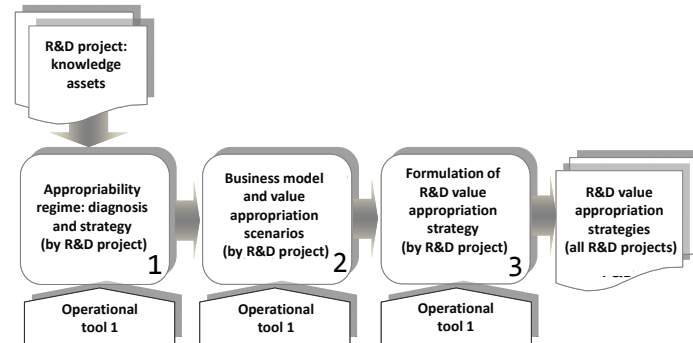 R&D project:
knowledge
assets
Appropriability
regime: diagnosis
and strategy
(by R&D project)
1
Business model
and value
appropriation
scenarios
(by R&D project)
2
Formulation of
R&D value
appropriation
strategy
(by R&D project)
3
R&D value
appropriation
strategies
(all R&D projects)
Operational
tool 1
Operational
tool 1
Operational
tool 1